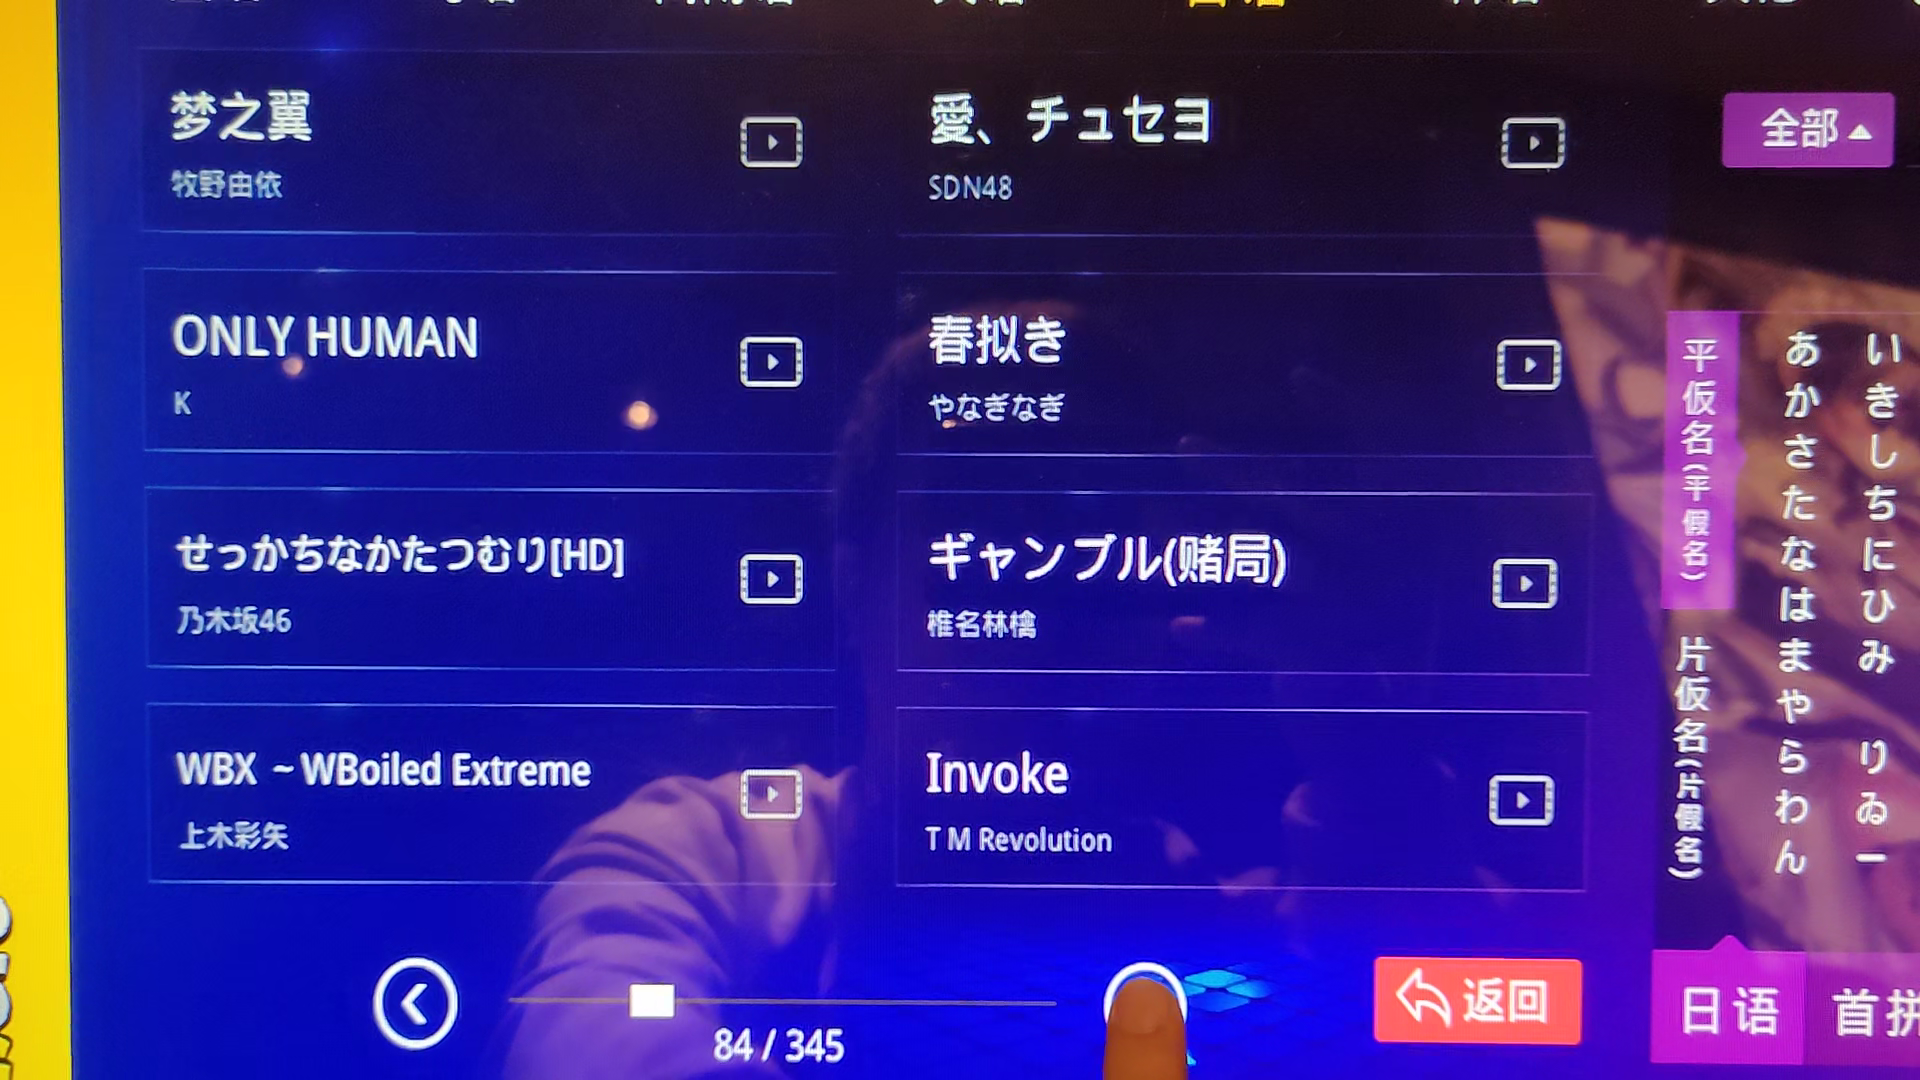 梦之翼
牧野由依
愛、チュセヨ
SDN48
全部
ONLY HUMAN
K
春拟き
やなぎなぎ
せっかちなかたつむり[HD]
乃木坂46
ギャンブル(赌局)
椎名林檎
WBX ~WBoiled Extreme
上木彩矢
Invoke
T M Revolution
平仮名(平假名)
片仮名(片假名)
あかさたなはまやらわん
いきしちにひみ りゐー
84 / 345
返回
日语
首拼